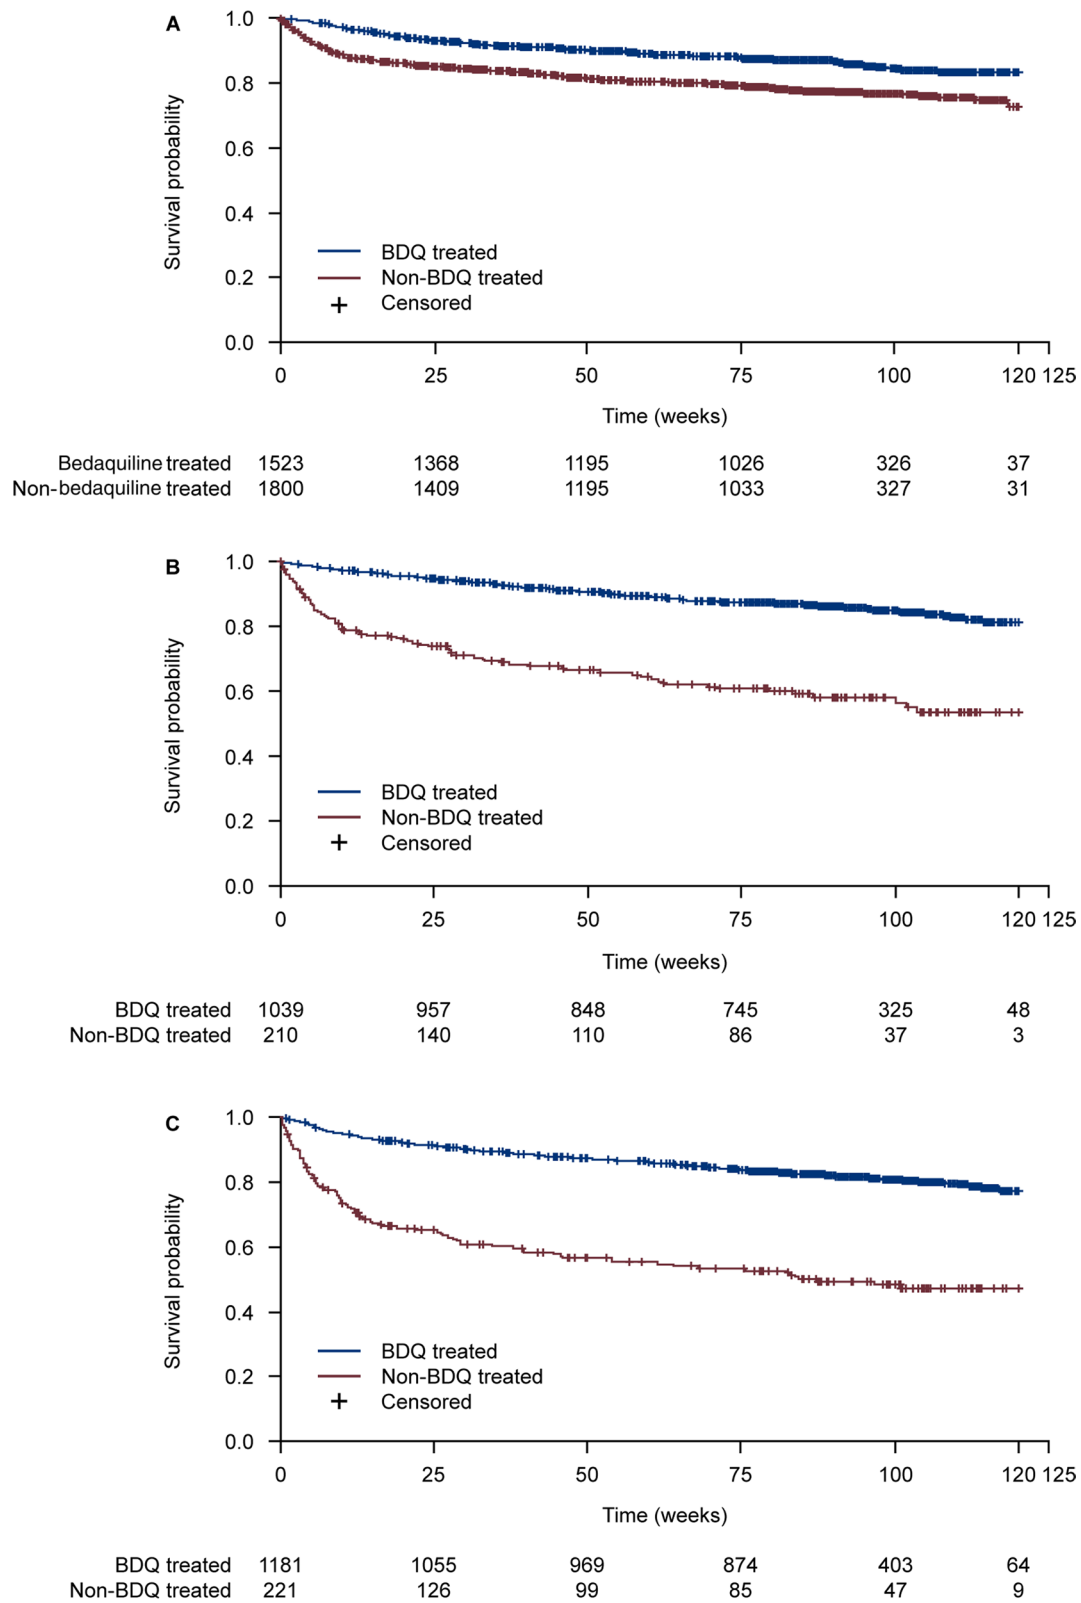 A
1.0
0.8
0.6
0.4
0.2
0.0
Survival probability
BDQ treated
Non-BDQ treated
Censored
0 25 50 75 100 120 125
Time (weeks)
Bedaquiline treated 1523 1368 1195 1026 326 37
Non-bedaquiline treated 1800 1409 1195 1033 327 31
B
1.0
0.8
0.6
0.4
0.2
0.0
Survival probability
BDQ treated
Non-BDQ treated
Censored
0 25 50 75 100 120 125
Time (weeks)
BDQ treated 1039 957 848 745 325 48
Non-BDQ treated 210 140 110 86 37 3
C
1.0
0.8
0.6
0.4
0.2
0.0
Survival probability
BDQ treated
Non-BDQ treated
Censored
0 25 50 75 100 120 125
Time (weeks)
BDQ treated 1181 1055 969 874 403 64
Non-BDQ treated 221 126 99 85 47 9